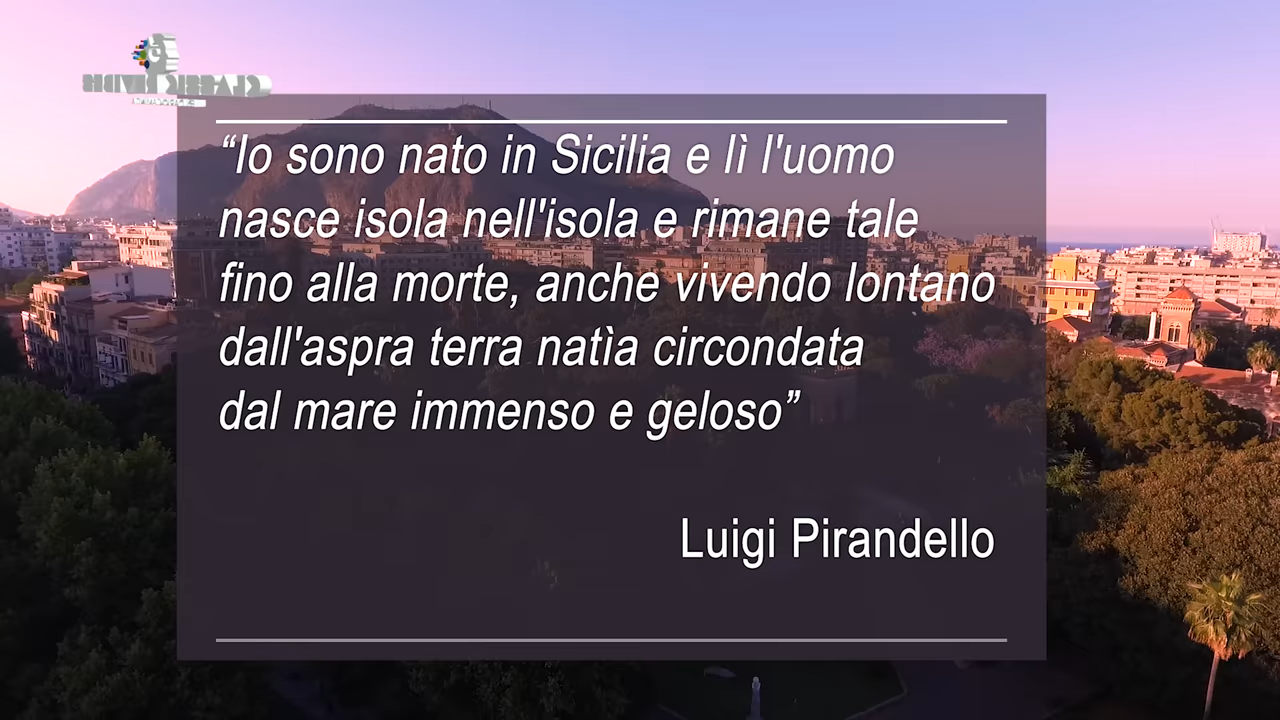 “Io sono nato in Sicilia e lì l'uomo
nasce isola nell'isola e rimane tale
fino alla morte, anche vivendo lontano
dall'aspra terra natìa circondata
dal mare immenso e geloso”
Luigi Pirandello